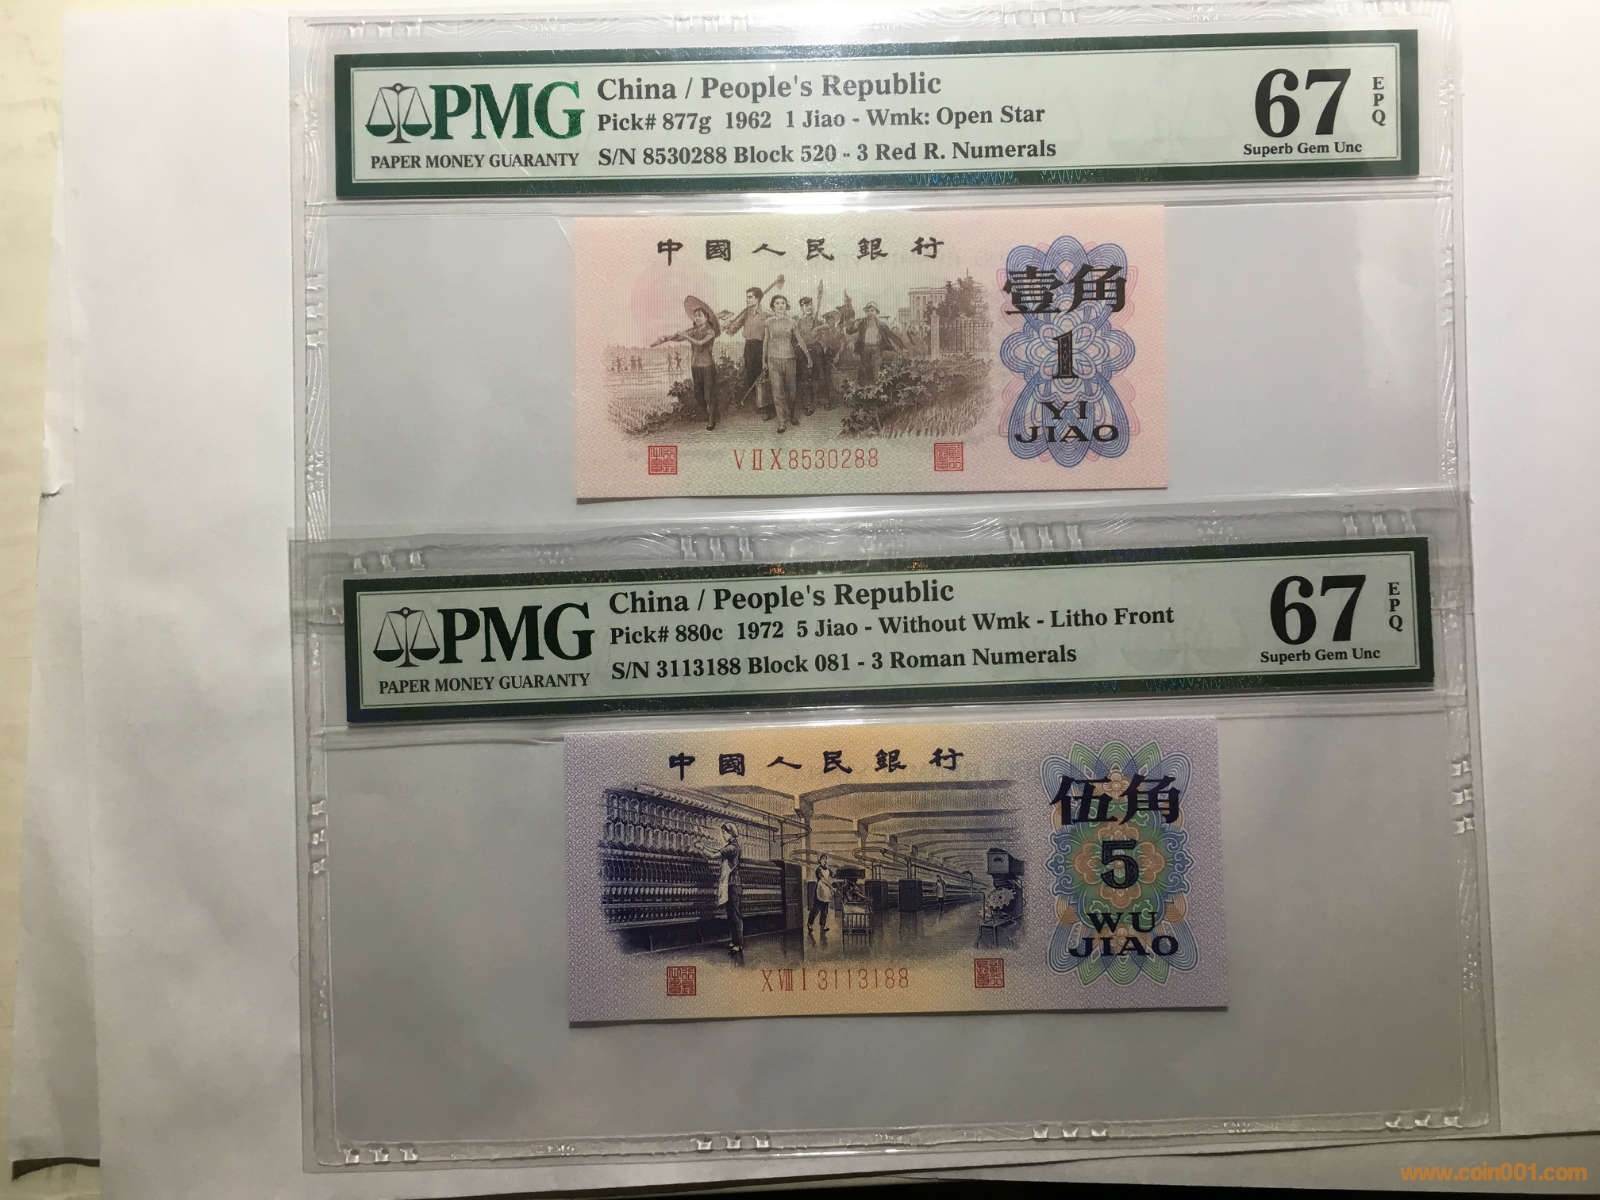 PMG
PAPER MONEY GUARANTY
China / People's Republic
Pick# 877g 1962 1 Jiao - Wmk: Open Star
S/N 8530288 Block 520 - 3 Red R. Numerals
67
EPQ
Superb Gem Unc
中國人民銀行
壹角
1
YI
JIAO
V II X 8530288
PMG
PAPER MONEY GUARANTY
China / People's Republic
Pick# 880c 1972 5 Jiao - Without Wmk - Litho Front
S/N 3113188 Block 081 - 3 Roman Numerals
67
EPQ
Superb Gem Unc
中國人民銀行
伍角
5
WU
JIAO
X VIII I 3113188
www.coin001.com